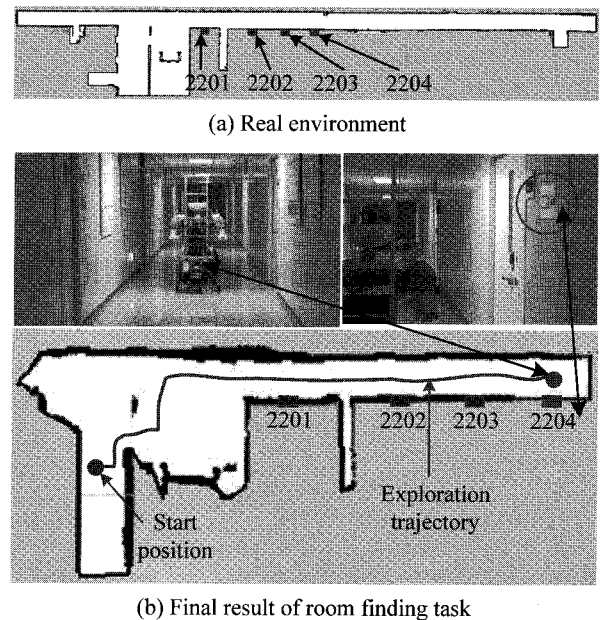 2201 2202 2203 2204
(a) Real environment
2201 2202 2203 2204
Exploration
trajectory
Start
position
(b) Final result of room finding task